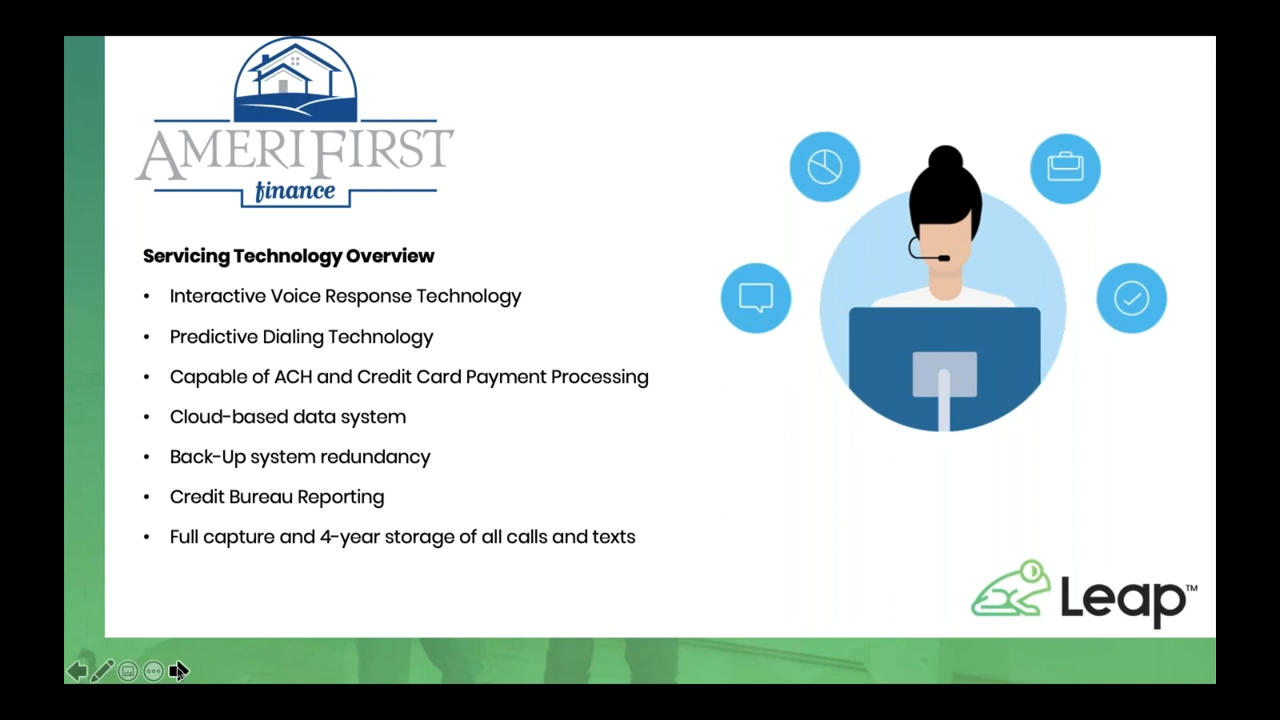 AMERIFIRST
finance
Servicing Technology Overview
• Interactive Voice Response Technology
• Predictive Dialing Technology
• Capable of ACH and Credit Card Payment Processing
• Cloud-based data system
• Back-Up system redundancy
• Credit Bureau Reporting
• Full capture and 4-year storage of all calls and texts
Leap™